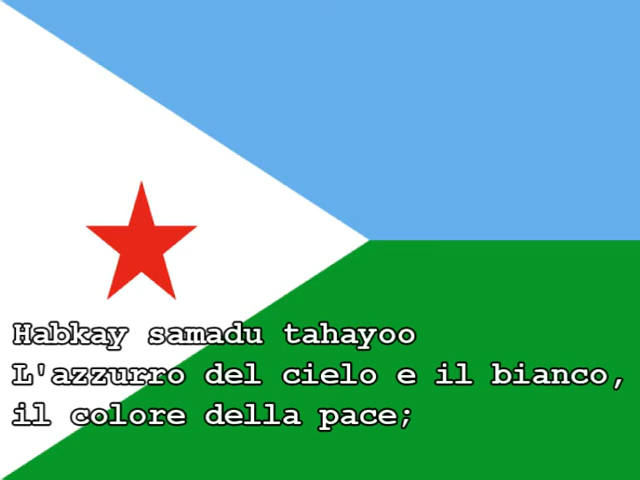 Habkay samadu tahayoo
L'azzurro del cielo e il bianco,
il colore della pace;